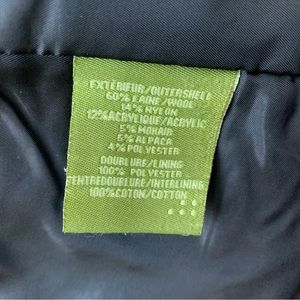 EXTÉRIEUR/OUTERSHELL
60% LAINE/WOOL
14% NYLON
12%ACRYLIQUE/ACRYLIC
5% MOHAIR
5% ALPACA
4% POLYESTER
DOUBLURE/LINING
100% POLYESTER
ENTREDOUBLURE/INTERLINING
100%COTON/COTTON